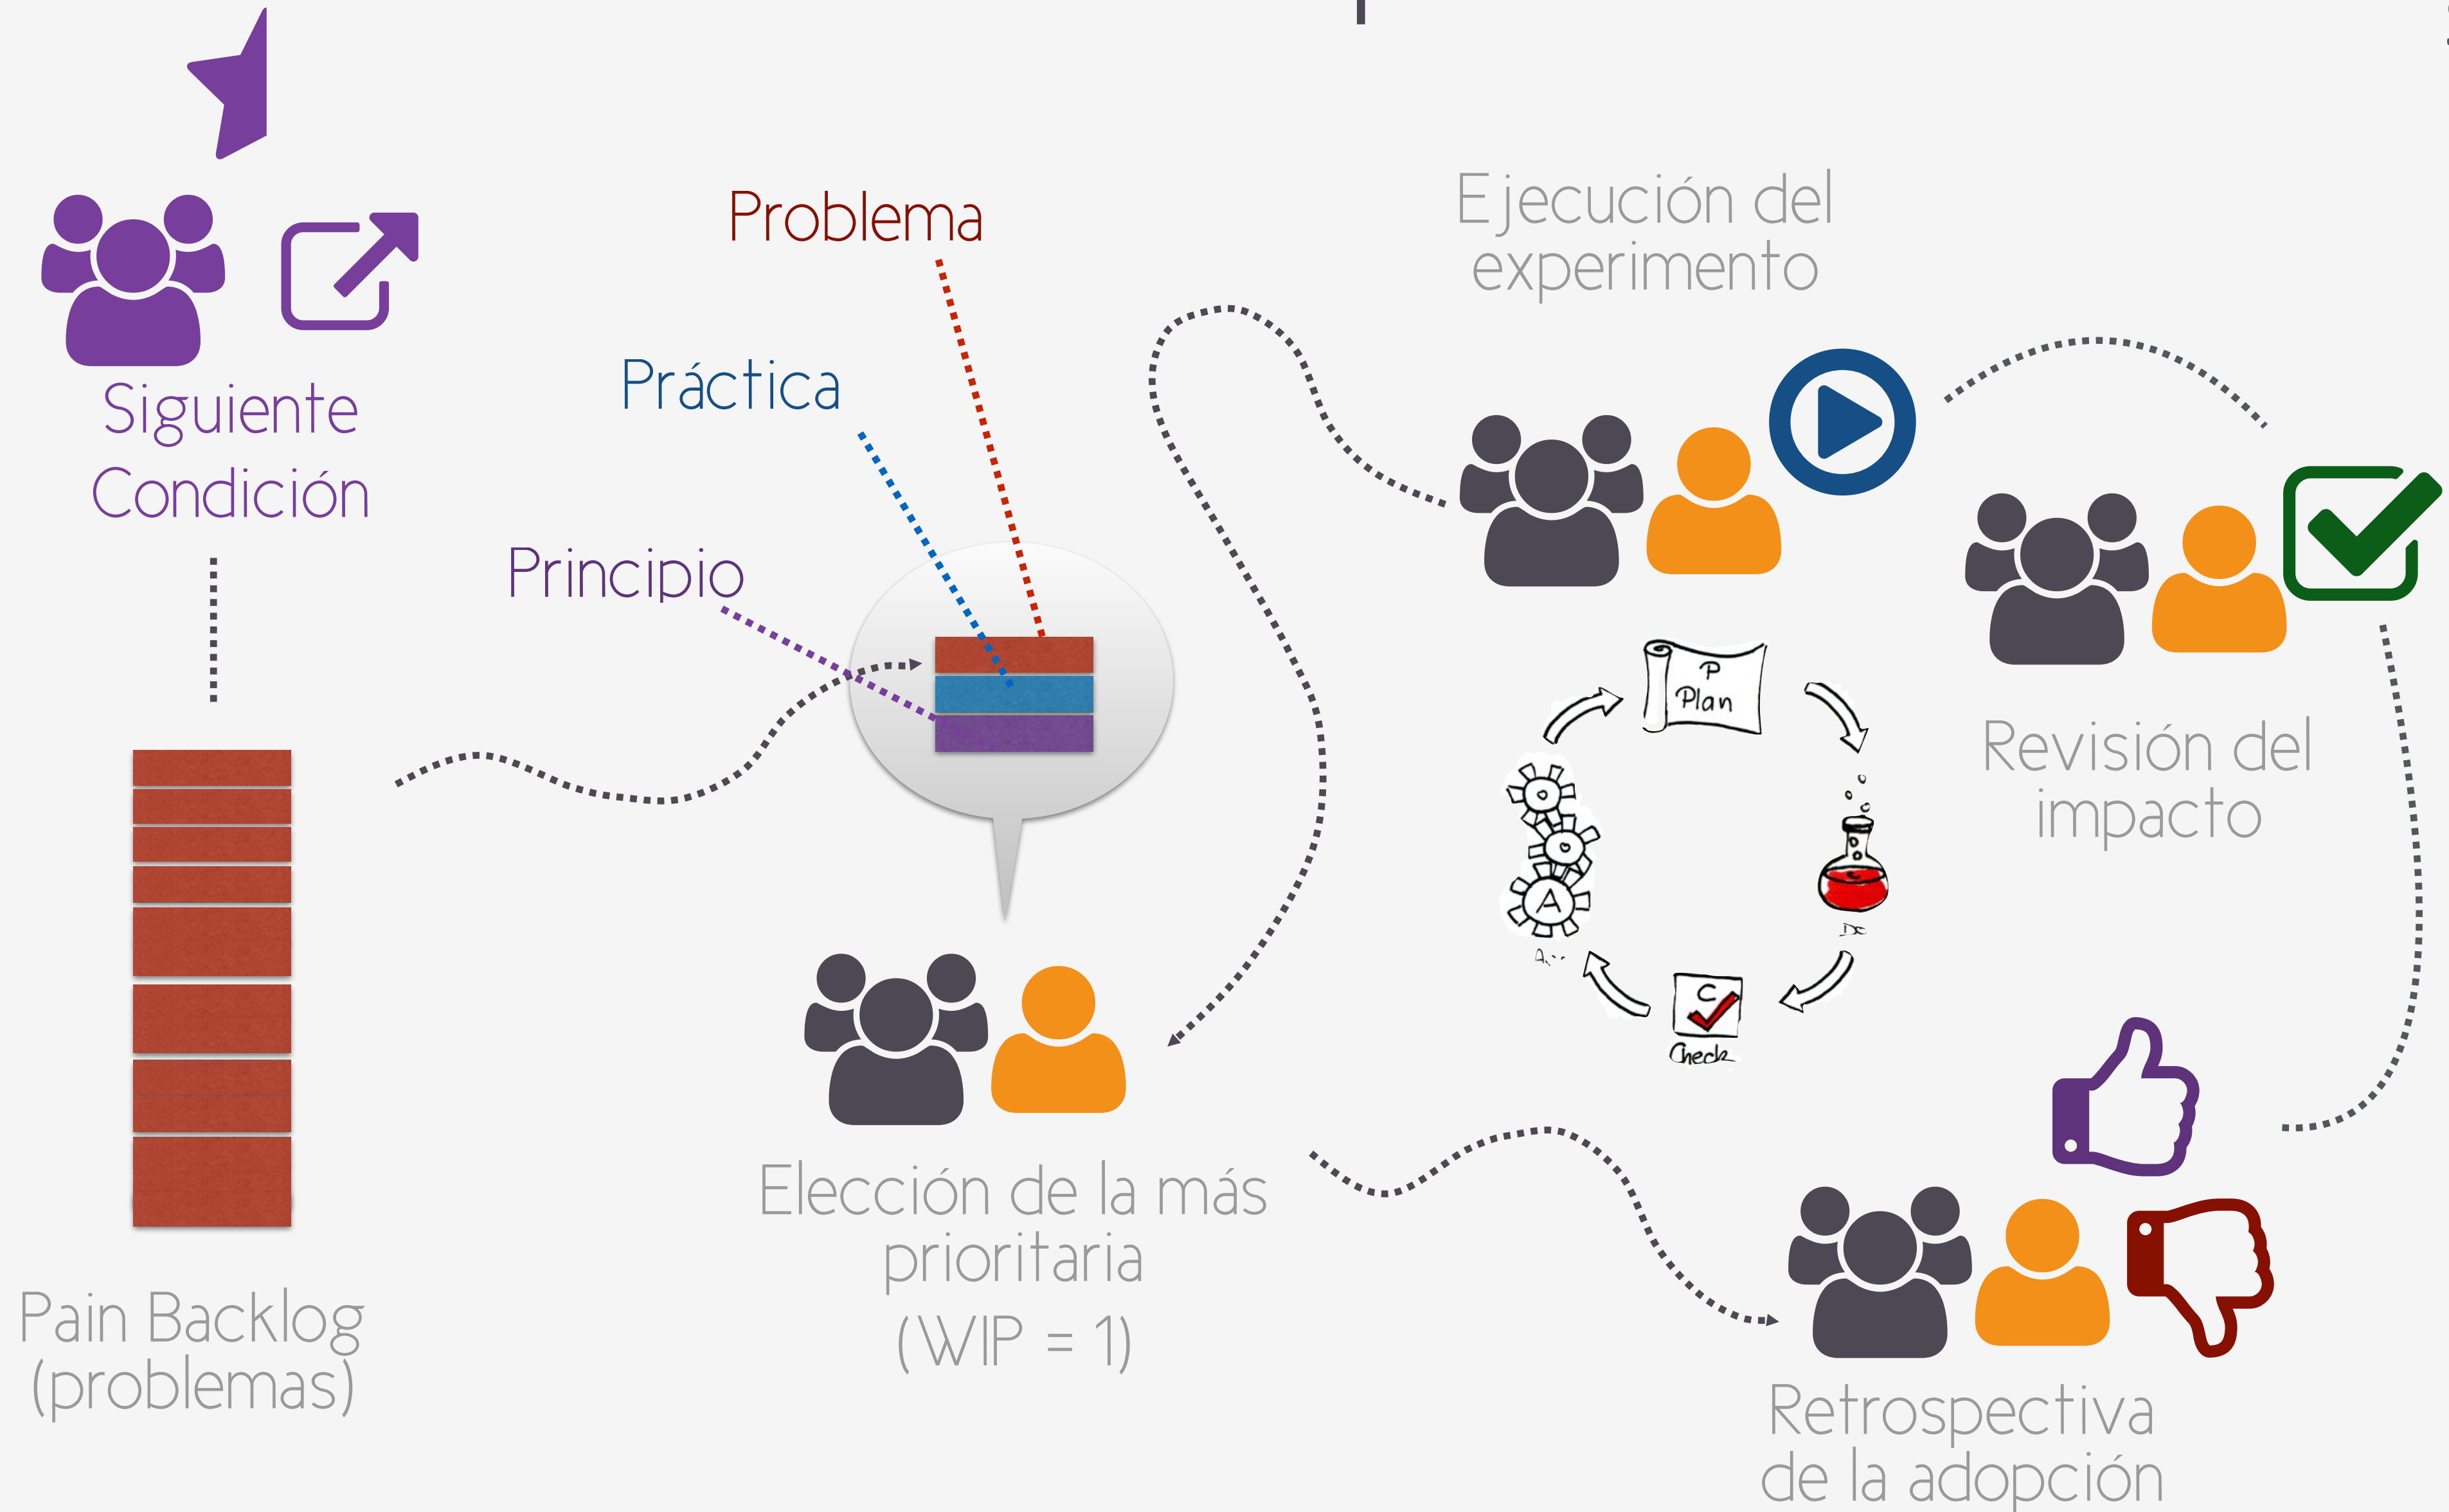 Siguiente
Condición
Pain Backlog
(problemas)
Problema
Práctica
Principio
Elección de la más
prioritaria
(WIP = 1)
Ejecución del
experimento
Revisión del
impacto
P
Plan
A
C
Check
Retrospectiva
de la adopción